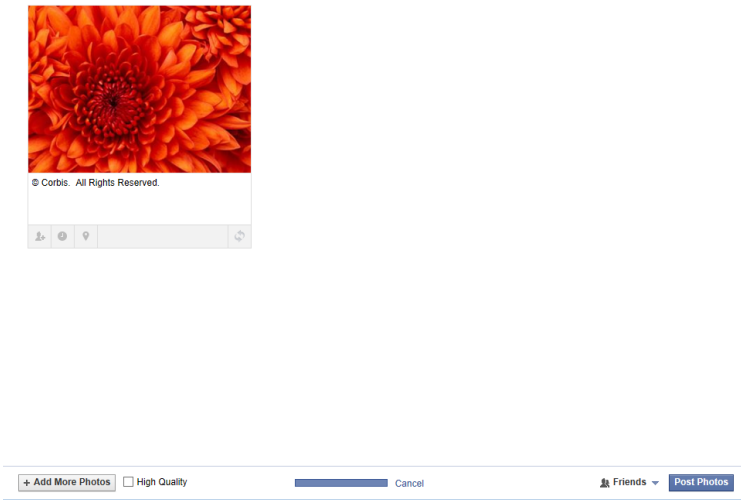 © Corbis.  All Rights Reserved.
+ Add More Photos
High Quality
Cancel
Friends
Post Photos